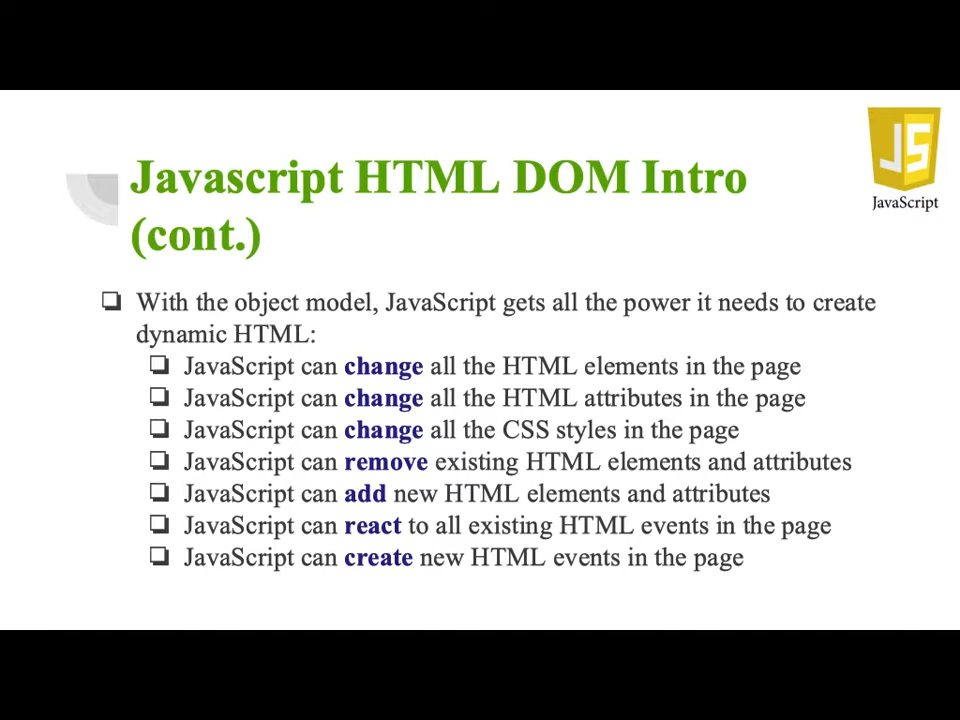 JS
JavaScript
Javascript HTML DOM Intro
(cont.)
❏ With the object model, JavaScript gets all the power it needs to create
dynamic HTML:
❏ JavaScript can change all the HTML elements in the page
❏ JavaScript can change all the HTML attributes in the page
❏ JavaScript can change all the CSS styles in the page
❏ JavaScript can remove existing HTML elements and attributes
❏ JavaScript can add new HTML elements and attributes
❏ JavaScript can react to all existing HTML events in the page
❏ JavaScript can create new HTML events in the page